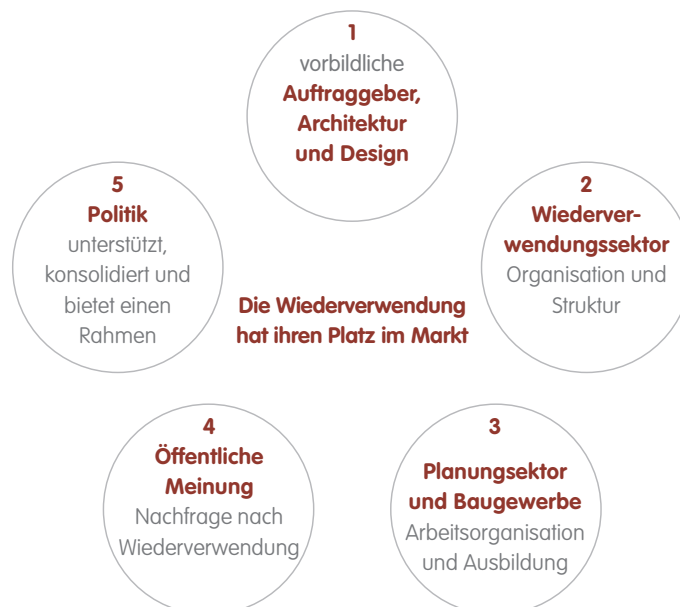 1
vorbildliche
Auftraggeber,
Architektur
und Design
2
Wiederver-
wendungssektor
Organisation und
Struktur
3
Planungsektor
und Baugewerbe
Arbeitsorganisation
und Ausbildung
4
Öffentliche
Meinung
Nachfrage nach
Wiederverwendung
5
Politik
unterstützt,
konsolidiert und
bietet einen
Rahmen
Die Wiederverwendung
hat ihren Platz im Markt